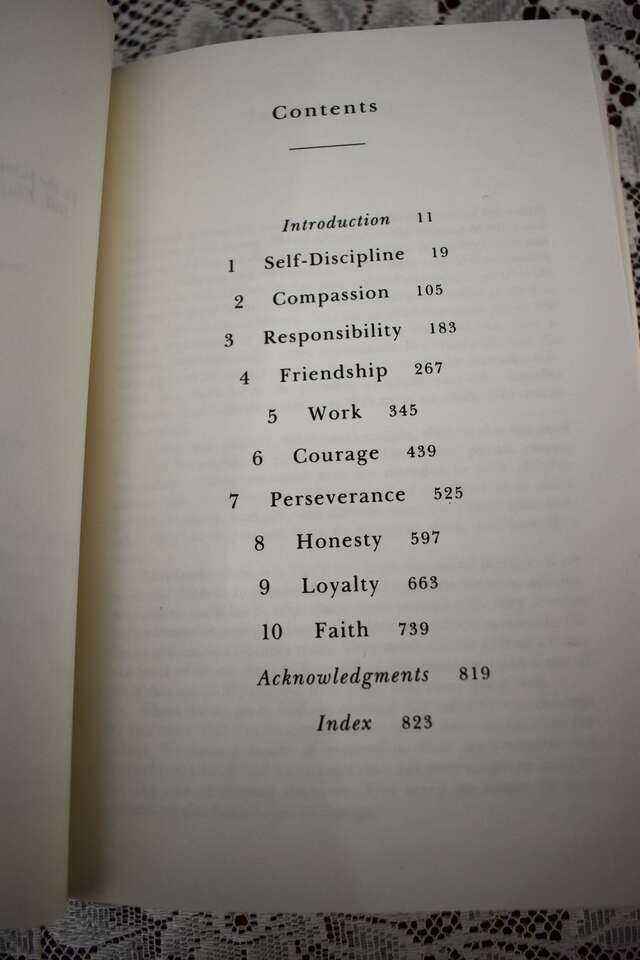 Contents
Introduction 11
1 Self-Discipline 19
2 Compassion 105
3 Responsibility 183
4 Friendship 267
5 Work 345
6 Courage 439
7 Perseverance 525
8 Honesty 597
9 Loyalty 663
10 Faith 739
Acknowledgments 819
Index 823